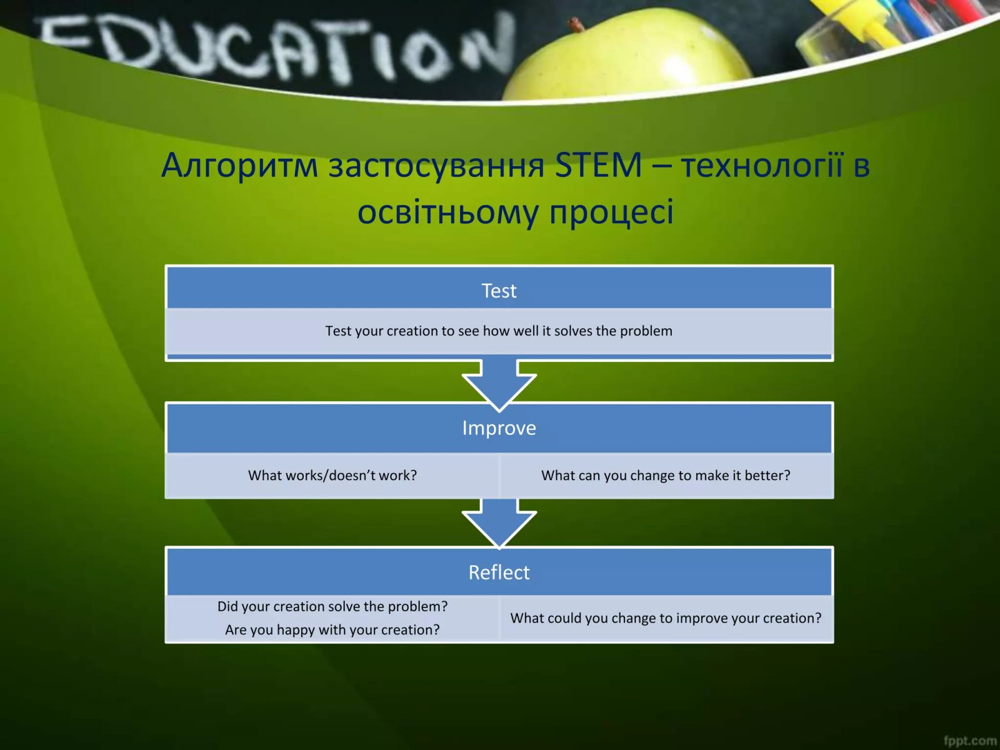 EDUCATION
Алгоритм застосування STEM – технології в
освітньому процесі
Test
Test your creation to see how well it solves the problem
Improve
What works/doesn’t work?
What can you change to make it better?
Reflect
Did your creation solve the problem?
Are you happy with your creation?
What could you change to improve your creation?
fppt.com